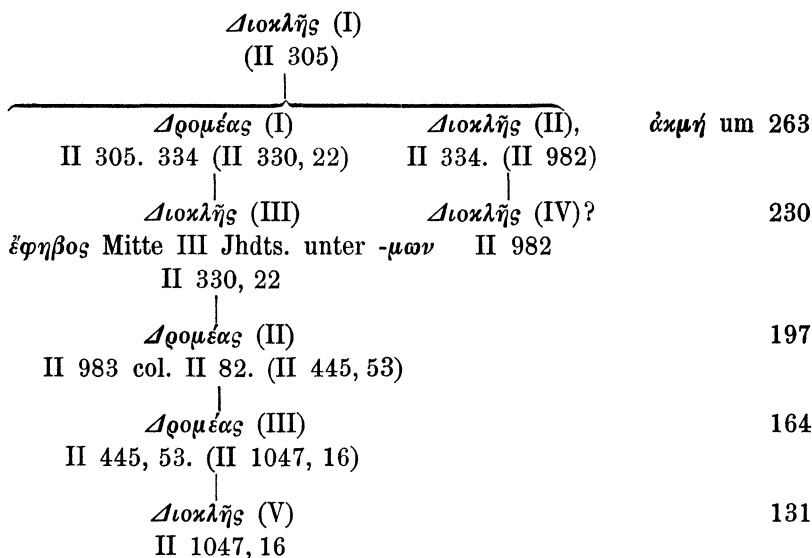 Διοκλῆς (I)
(II 305)
Δρομέας (I) Διοκλῆς (II), ἀκμή um 263
II 305. 334 (II 330, 22) II 334. (II 982)
Διοκλῆς (III) Διοκλῆς (IV)? 230
ἔφηβος Mitte III Jhdts. unter -μων II 982
II 330, 22
Δρομέας (II) 197
II 983 col. II 82. (II 445, 53)
Δρομέας (III) 164
II 445, 53. (II 1047, 16)
Διοκλῆς (V) 131
II 1047, 16